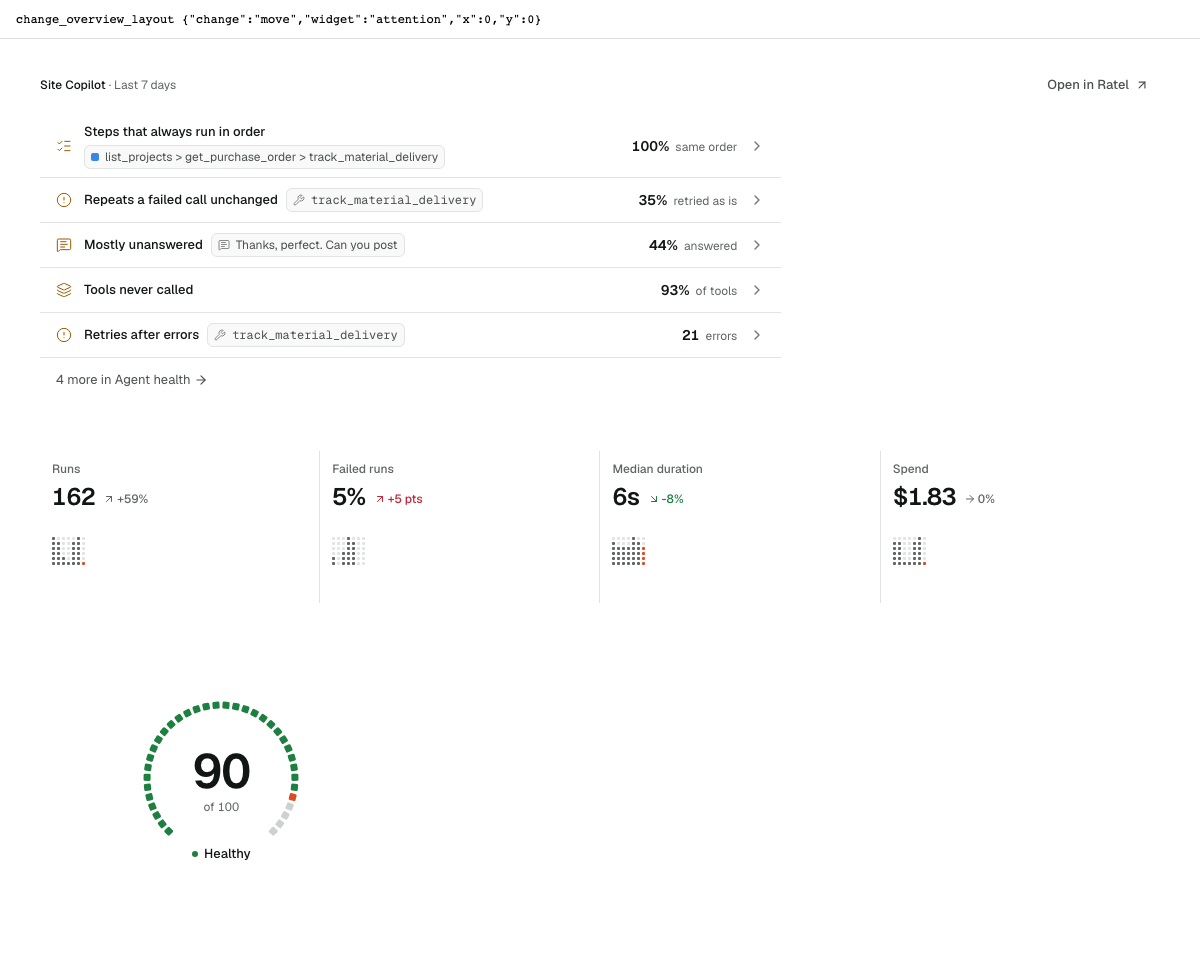 change_overview_layout {"change":"move","widget":"attention","x":0,"y":0}
Site Copilot · Last 7 days
Open in Ratel
Steps that always run in order
list_projects > get_purchase_order > track_material_delivery
100% same order
Repeats a failed call unchanged track_material_delivery
35% retried as is
Mostly unanswered Thanks, perfect. Can you post
44% answered
Tools never called
93% of tools
Retries after errors track_material_delivery
21 errors
4 more in Agent health
Runs
162 +59%
Failed runs
5% +5 pts
Median duration
6s -8%
Spend
$1.83 0%
90
of 100
Healthy